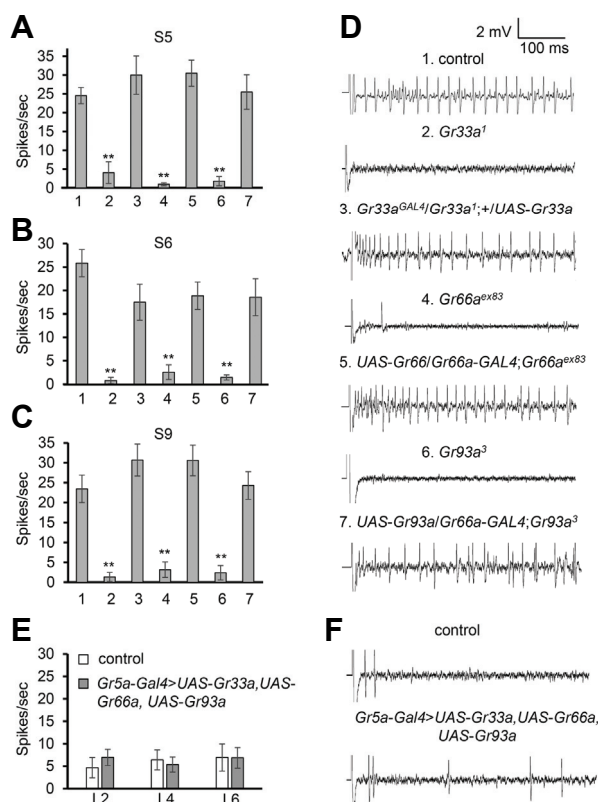 A
S5
Spikes/sec
35
30
25
20
15
10
5
0
** ** **
1 2 3 4 5 6 7
B
S6
Spikes/sec
30
25
20
15
10
5
0
** ** **
1 2 3 4 5 6 7
C
S9
Spikes/sec
35
30
25
20
15
10
5
0
** ** **
1 2 3 4 5 6 7
D
2 mV
100 ms
1. control
2. Gr33a¹
3. Gr33aᴳᴬᴸ⁴/Gr33a¹;+/UAS-Gr33a
4. Gr66aᵉˣ⁸³
5. UAS-Gr66/Gr66a-GAL4;Gr66aᵉˣ⁸³
6. Gr93a³
7. UAS-Gr93a/Gr66a-GAL4;Gr93a³
E
Spikes/sec
30
25
20
15
10
5
0
control
Gr5a-Gal4>UAS-Gr33a,UAS-
Gr66a, UAS-Gr93a
L2 L4 L6
F
control
Gr5a-Gal4>UAS-Gr33a,UAS-Gr66a,
UAS-Gr93a